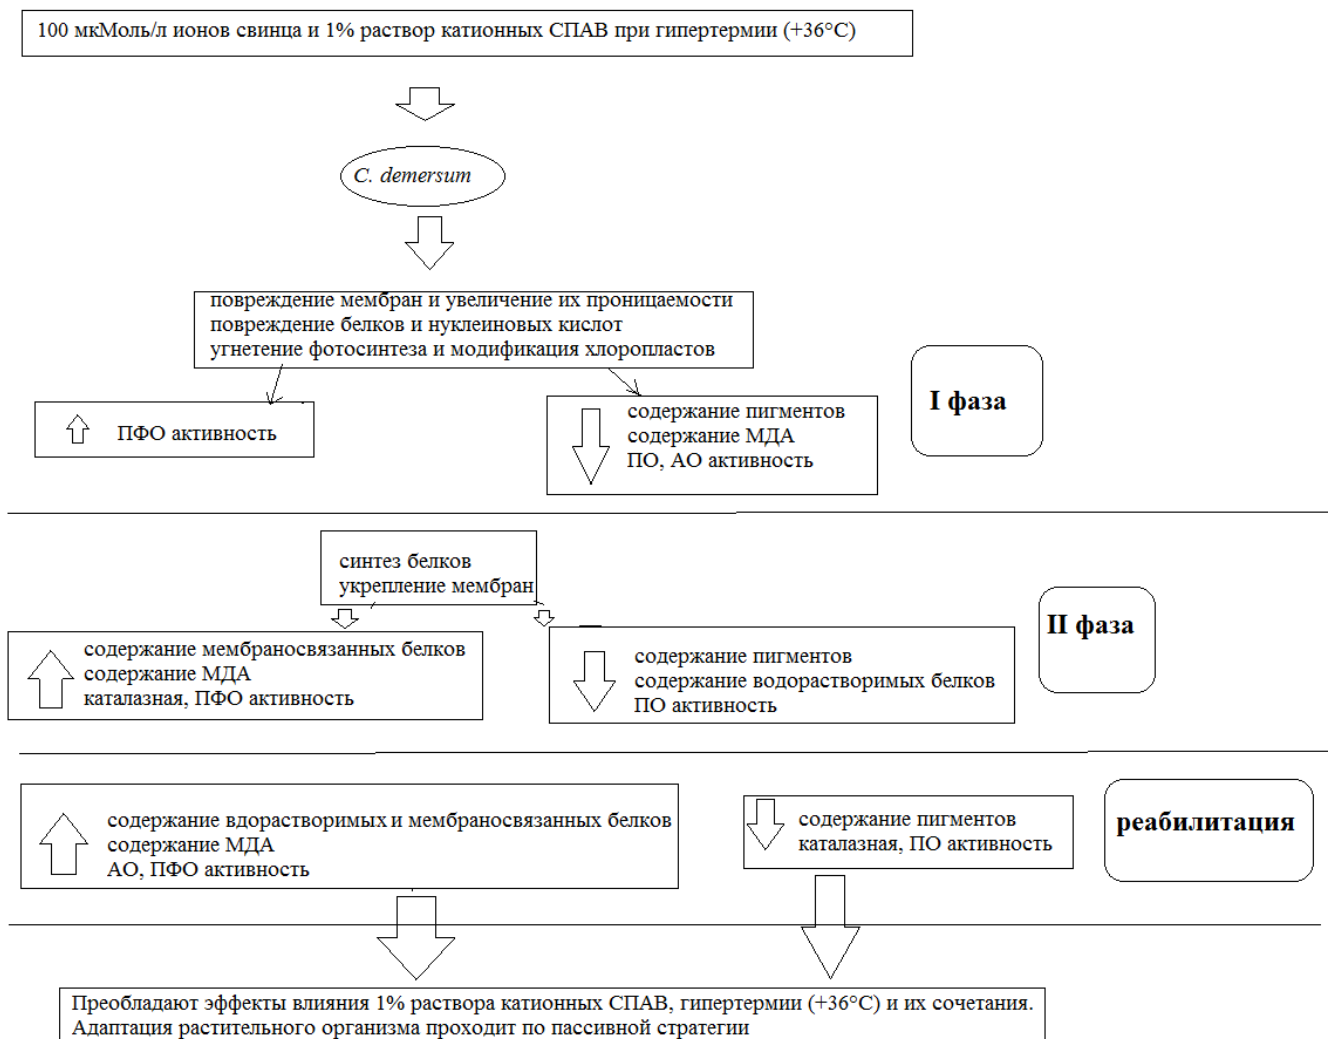 100 мкМоль/л ионов свинца и 1% раствор катионных СПАВ при гипертермии (+36°С)
C. demersum
повреждение мембран и увеличение их проницаемости
повреждение белков и нуклеиновых кислот
угнетение фотосинтеза и модификация хлоропластов
I фаза
ПФО активность
содержание пигментов
содержание МДА
ПО, АО активность
синтез белков
укрепление мембран
II фаза
содержание мембраносвязанных белков
содержание МДА
каталазная, ПФО активность
содержание пигментов
содержание водорастворимых белков
ПО активность
содержание вдорастворимых и мембраносвязанных белков
содержание МДА
АО, ПФО активность
содержание пигментов
каталазная, ПО активность
реабилитация
Преобладают эффекты влияния 1% раствора катионных СПАВ, гипертермии (+36°С) и их сочетания.
Адаптация растительного организма проходит по пассивной стратегии